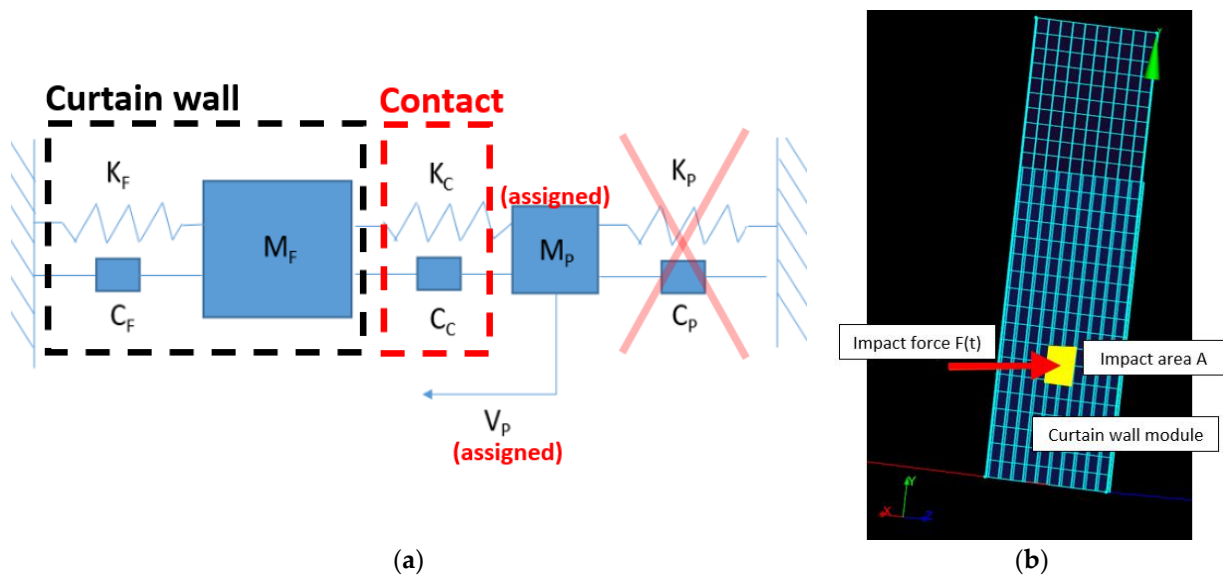 Curtain wall
Contact
K_F
K_C
K_P
(assigned)
M_F
M_P
C_F
C_C
C_P
V_P
(assigned)
(a)
Impact force F(t)
Impact area A
Curtain wall module
Y
X
Z
(b)